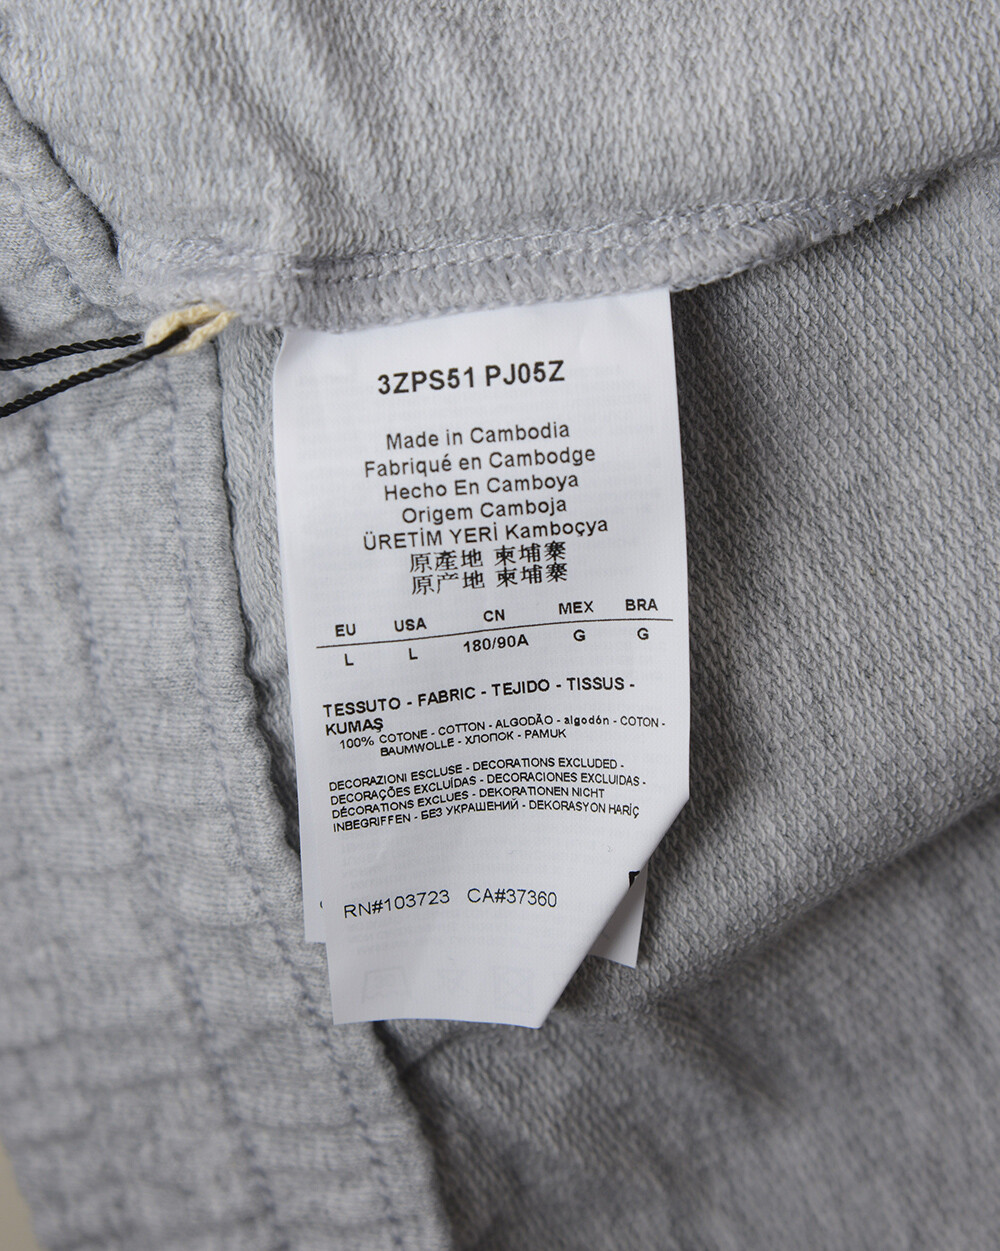 3ZPS51 PJ05Z
Made in Cambodia
Fabriqué en Cambodge
Hecho En Camboya
Origem Camboja
ÜRETİM YERİ Kamboçya
原產地 柬埔寨
原产地 柬埔寨
EU USA CN MEX BRA
L L 180/90A G G
TESSUTO - FABRIC - TEJIDO - TISSUS -
KUMAŞ
100% COTONE - COTTON - ALGODÃO - algodón - COTON -
BAUMWOLLE - ХЛОПОК - PAMUK
DECORAZIONI ESCLUSE - DECORATIONS EXCLUDED -
DECORAÇÕES EXCLUÍDAS - DECORACIONES EXCLUIDAS -
DÉCORATIONS EXCLUES - DEKORATIONEN NICHT
INBEGRIFFEN - БЕЗ УКРАШЕНИЙ - DEKORASYON HARİÇ
RN#103723 CA#37360